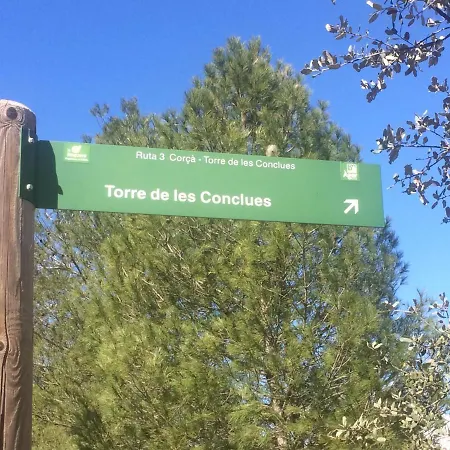 Ruta 3 Corçà - Torre de les Conclues
Torre de les Conclues